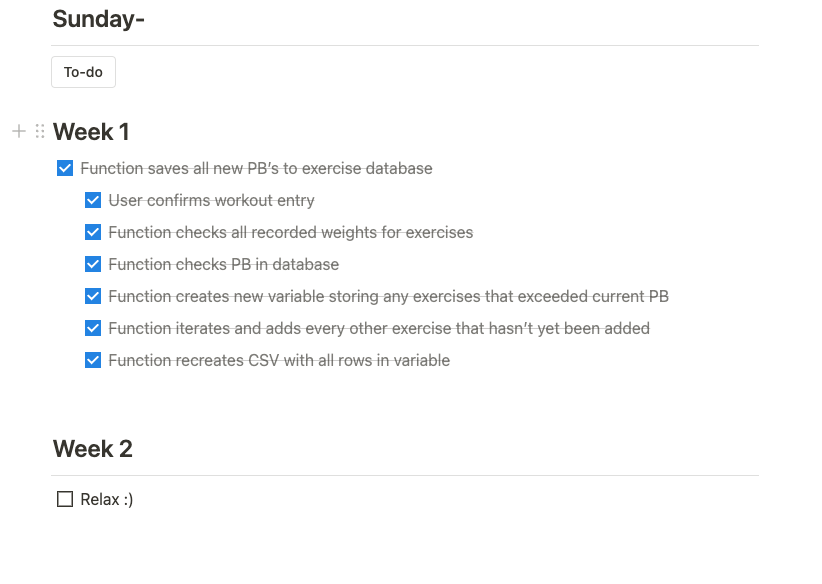 Sunday-
To-do
Week 1
Function saves all new PB’s to exercise database
User confirms workout entry
Function checks all recorded weights for exercises
Function checks PB in database
Function creates new variable storing any exercises that exceeded current PB
Function iterates and adds every other exercise that hasn’t yet been added
Function recreates CSV with all rows in variable
Week 2
Relax :)